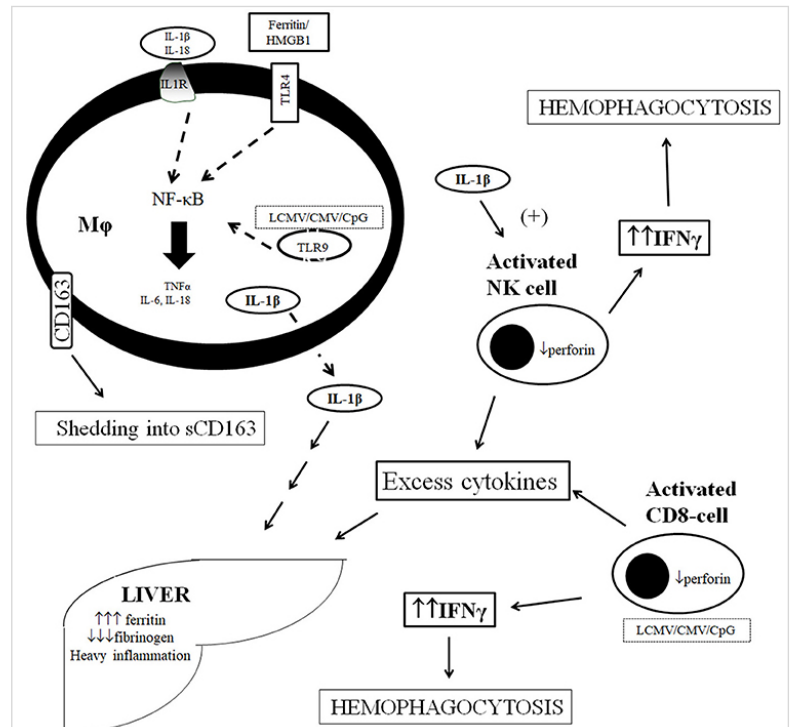 IL-1β
IL-18
Ferritin/
HMGB1
IL1R
TLR4
HEMOPHAGOCYTOSIS
IL-1β
(+)
NF-κB
Mφ
LCMV/CMV/CpG
TLR9
↑↑IFNγ
Activated
NK cell
TNFα
IL-6, IL-18
IL-1β
CD163
↓perforin
IL-1β
Shedding into sCD163
Excess cytokines
Activated
CD8-cell
↓perforin
LCMV/CMV/CpG
LIVER
↑↑↑ ferritin
↓↓↓fibrinogen
Heavy inflammation
↑↑IFNγ
HEMOPHAGOCYTOSIS